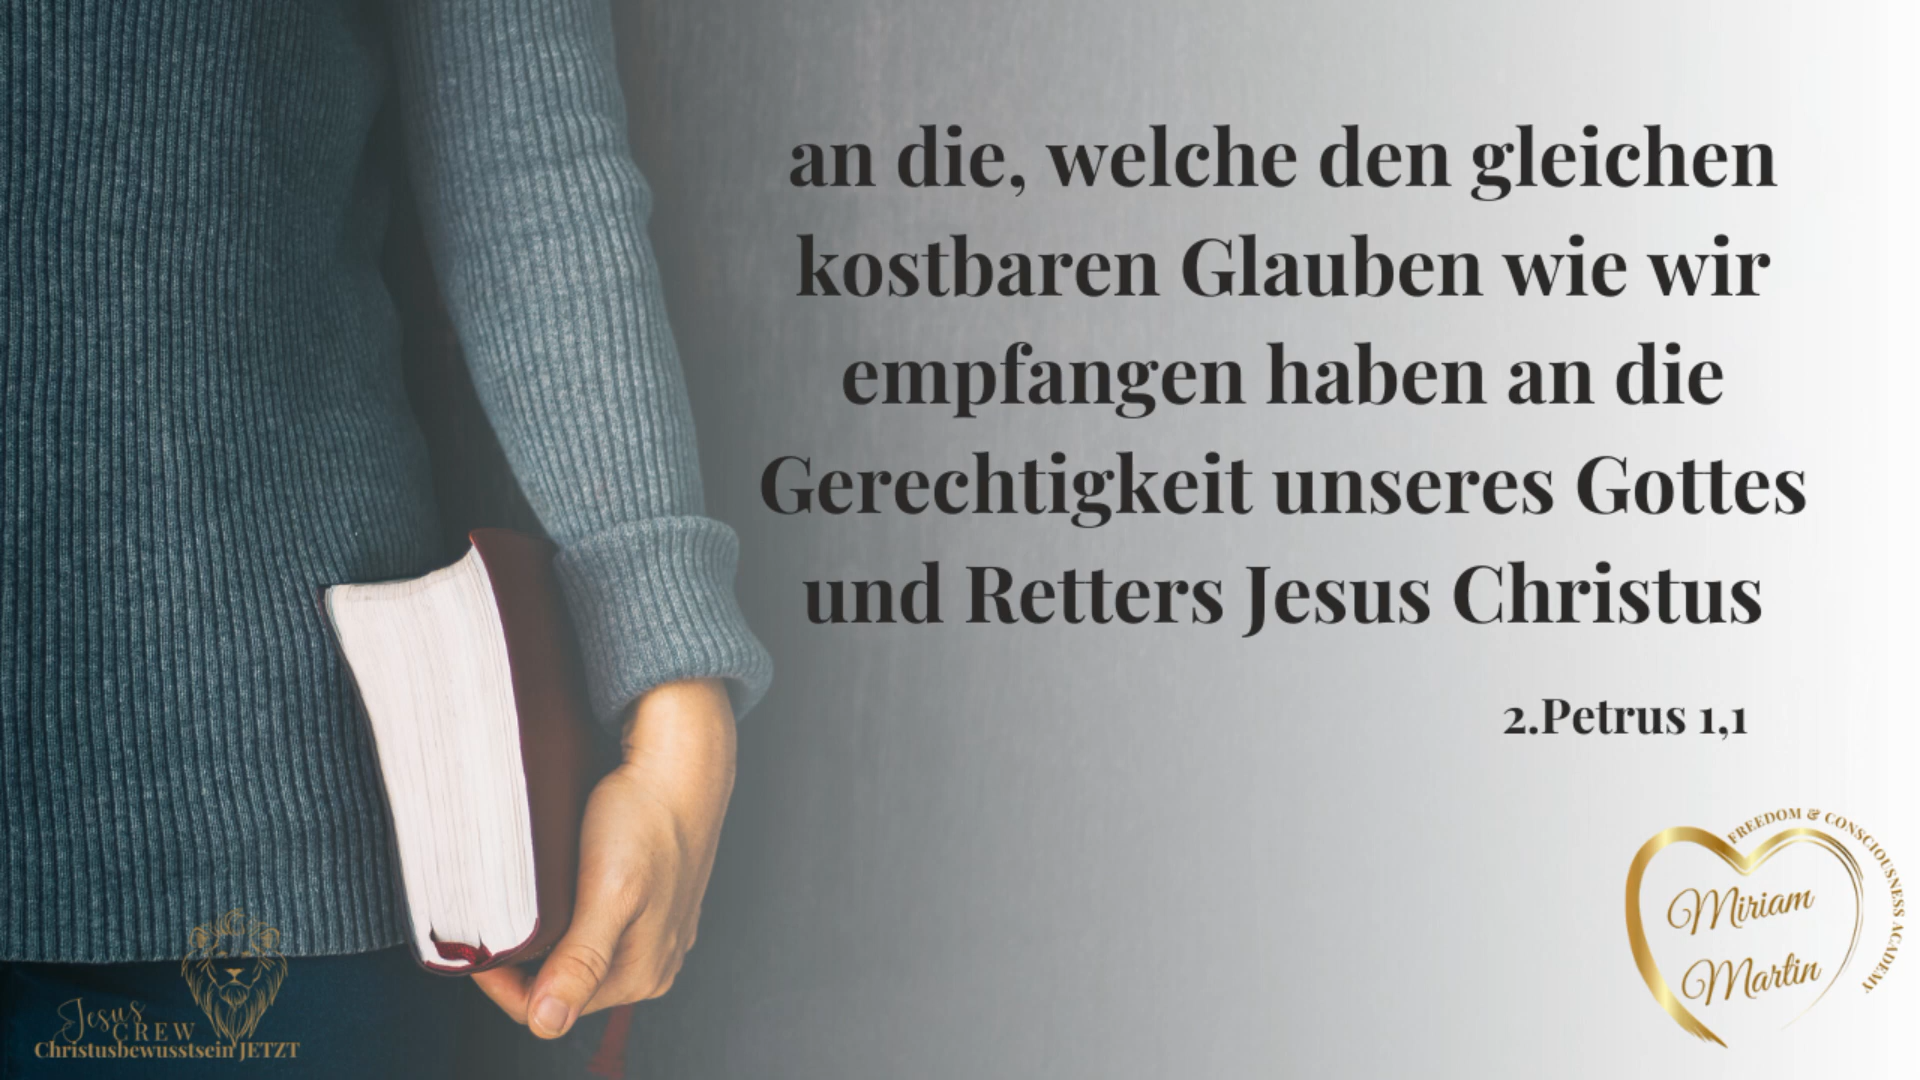 an die, welche den gleichen
kostbaren Glauben wie wir
empfangen haben an die
Gerechtigkeit unseres Gottes
und Retters Jesus Christus
2.Petrus 1,1
FREEDOM & CONSCIOUSNESS ACADEMY
Miriam
Martin
Jesus
CREW
Christusbewusstsein JETZT